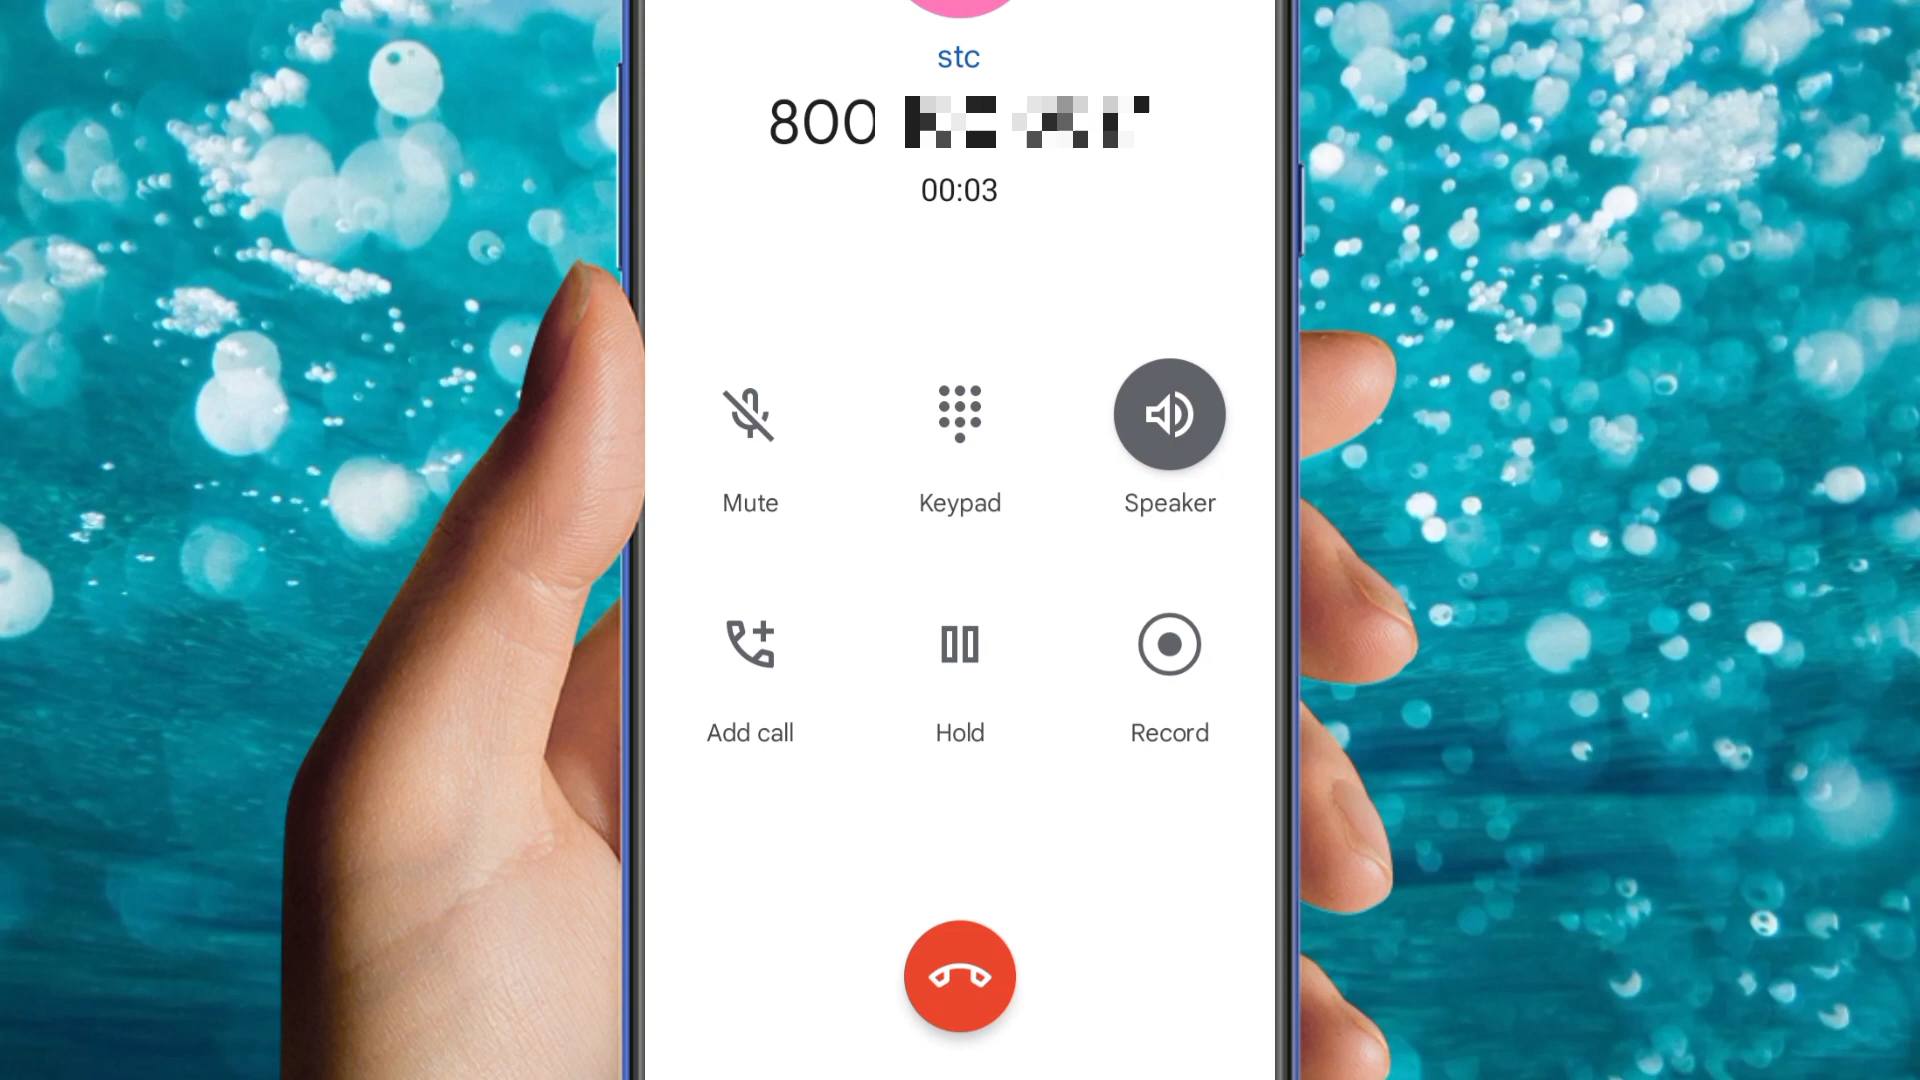 stc
800
00:03
Mute
Keypad
Speaker
Add call
Hold
Record